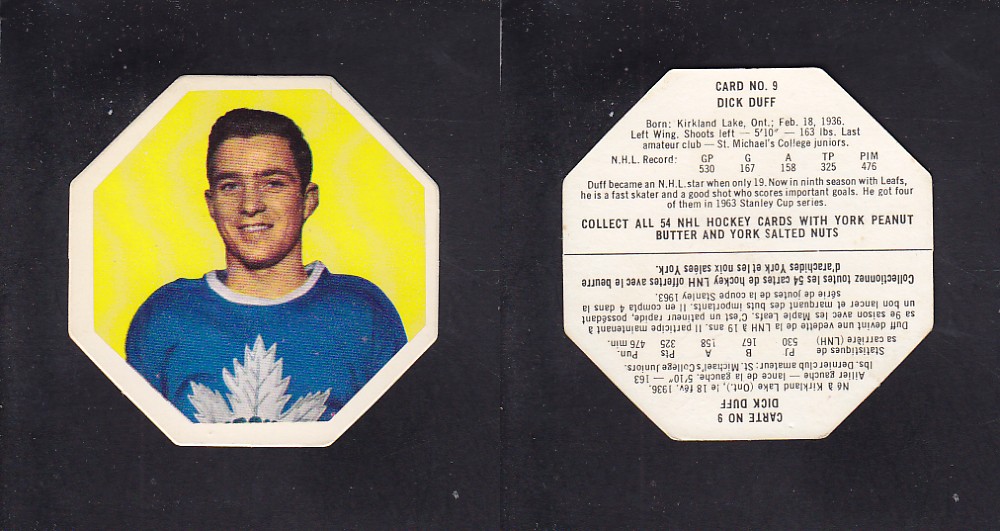 CARD NO. 9
DICK DUFF
Born: Kirkland Lake, Ont.; Feb. 18, 1936.
Left Wing. Shoots left — 5'10" — 163 lbs. Last
amateur club — St. Michael's College juniors.
N.H.L. Record: GP G A TP PIM
530 167 158 325 476
Duff became an N.H.L. star when only 19. Now in ninth season with Leafs,
he is a fast skater and a good shot who scores important goals. He got four
of them in 1963 Stanley Cup series.
COLLECT ALL 54 NHL HOCKEY CARDS WITH YORK PEANUT
BUTTER AND YORK SALTED NUTS
CARTE NO 9
DICK DUFF
Né à Kirkland Lake (Ont.), le 18 fév. 1936.
Ailier gauche — lance de la gauche. 5'10" — 163
lbs. Dernier club amateur: St. Michael's College Juniors.
Statistiques de PJ B A Pts Pun.
sa carrière (LNH) 530 167 158 325 476 min.
Duff devint une vedette de la LNH à 19 ans. Il participe maintenant à
sa 9e saison avec les Maple Leafs. C'est un patineur rapide, possédant
un bon lancer et marquant des buts importants. Il en compta 4 dans la
série de joutes de la coupe Stanley 1963.
Collectionnez toutes les 54 cartes de hockey LNH offertes avec le beurre
d'arachides York et les noix salées York.